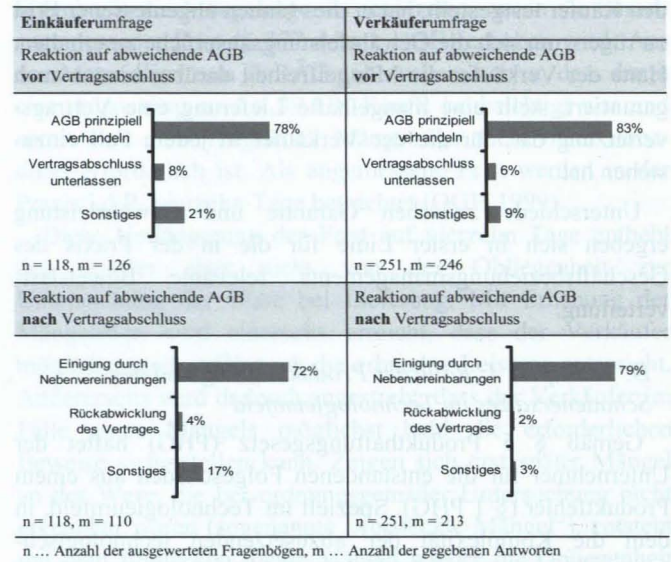 Einkäuferumfrage
Verkäuferumfrage
Reaktion auf abweichende AGB
vor Vertragsabschluss
Reaktion auf abweichende AGB
vor Vertragsabschluss
AGB prinzipiell
verhandeln
78%
Vertragsabschluss
unterlassen
8%
Sonstiges
21%
n = 118, m = 126
AGB prinzipiell
verhandeln
83%
Vertragsabschluss
unterlassen
6%
Sonstiges
9%
n = 251, m = 246
Reaktion auf abweichende AGB
nach Vertragsabschluss
Reaktion auf abweichende AGB
nach Vertragsabschluss
Einigung durch
Nebenvereinbarungen
72%
Rückabwicklung
des Vertrages
4%
Sonstiges
17%
n = 118, m = 110
Einigung durch
Nebenvereinbarungen
79%
Rückabwicklung
des Vertrages
2%
Sonstiges
3%
n = 251, m = 213
n … Anzahl der ausgewerteten Fragenbögen, m … Anzahl der gegebenen Antworten